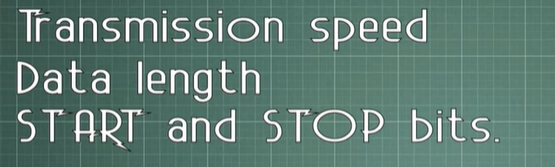 Transmission speed
Data length
START and STOP bits.